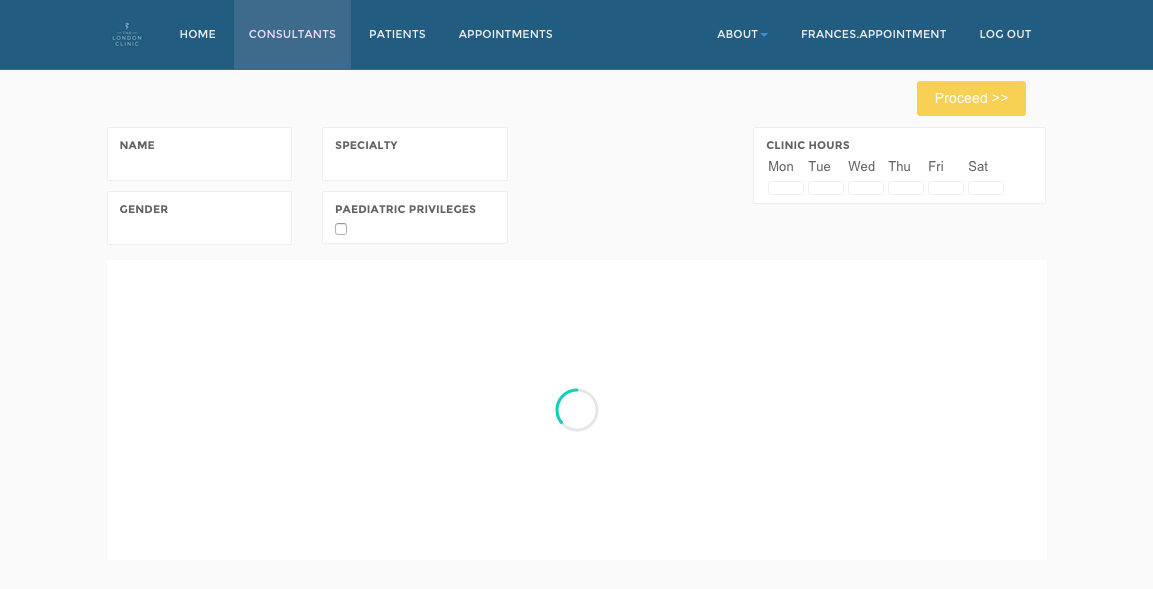 THE
LONDON
CLINIC
HOME
CONSULTANTS
PATIENTS
APPOINTMENTS
ABOUT
FRANCES.APPOINTMENT
LOG OUT
Proceed >>
NAME
SPECIALTY
CLINIC HOURS
Mon Tue Wed Thu Fri Sat
GENDER
PAEDIATRIC PRIVILEGES